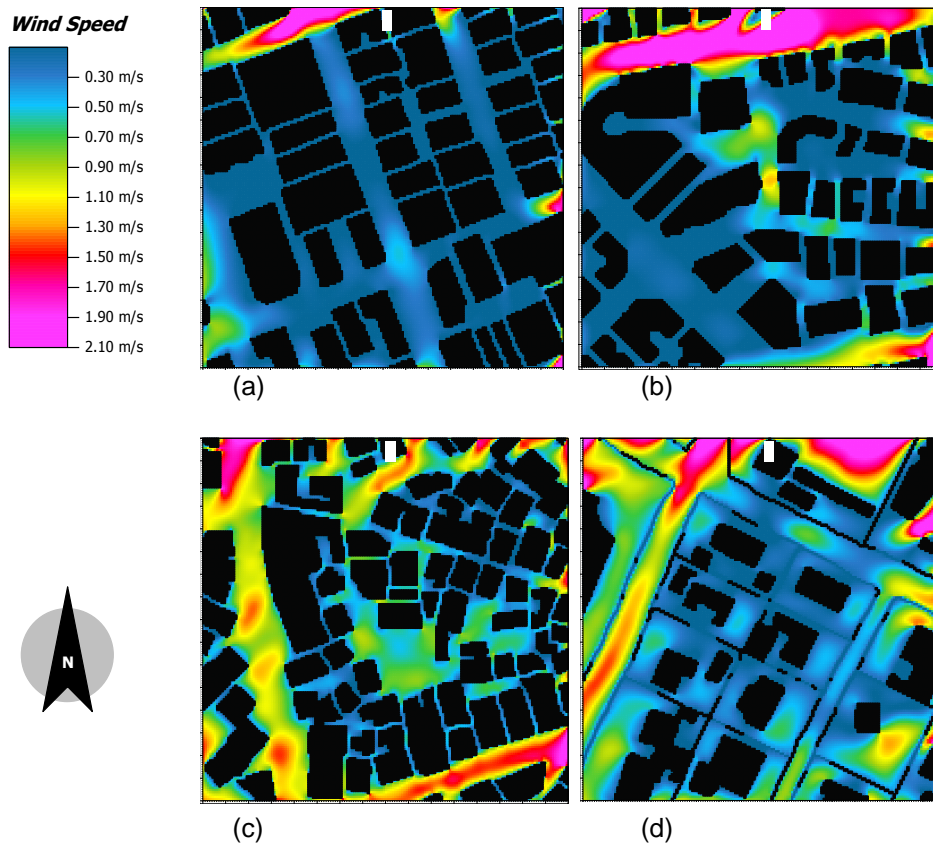 Wind Speed
0.30 m/s
0.50 m/s
0.70 m/s
0.90 m/s
1.10 m/s
1.30 m/s
1.50 m/s
1.70 m/s
1.90 m/s
2.10 m/s
(a)
(b)
N
(c)
(d)